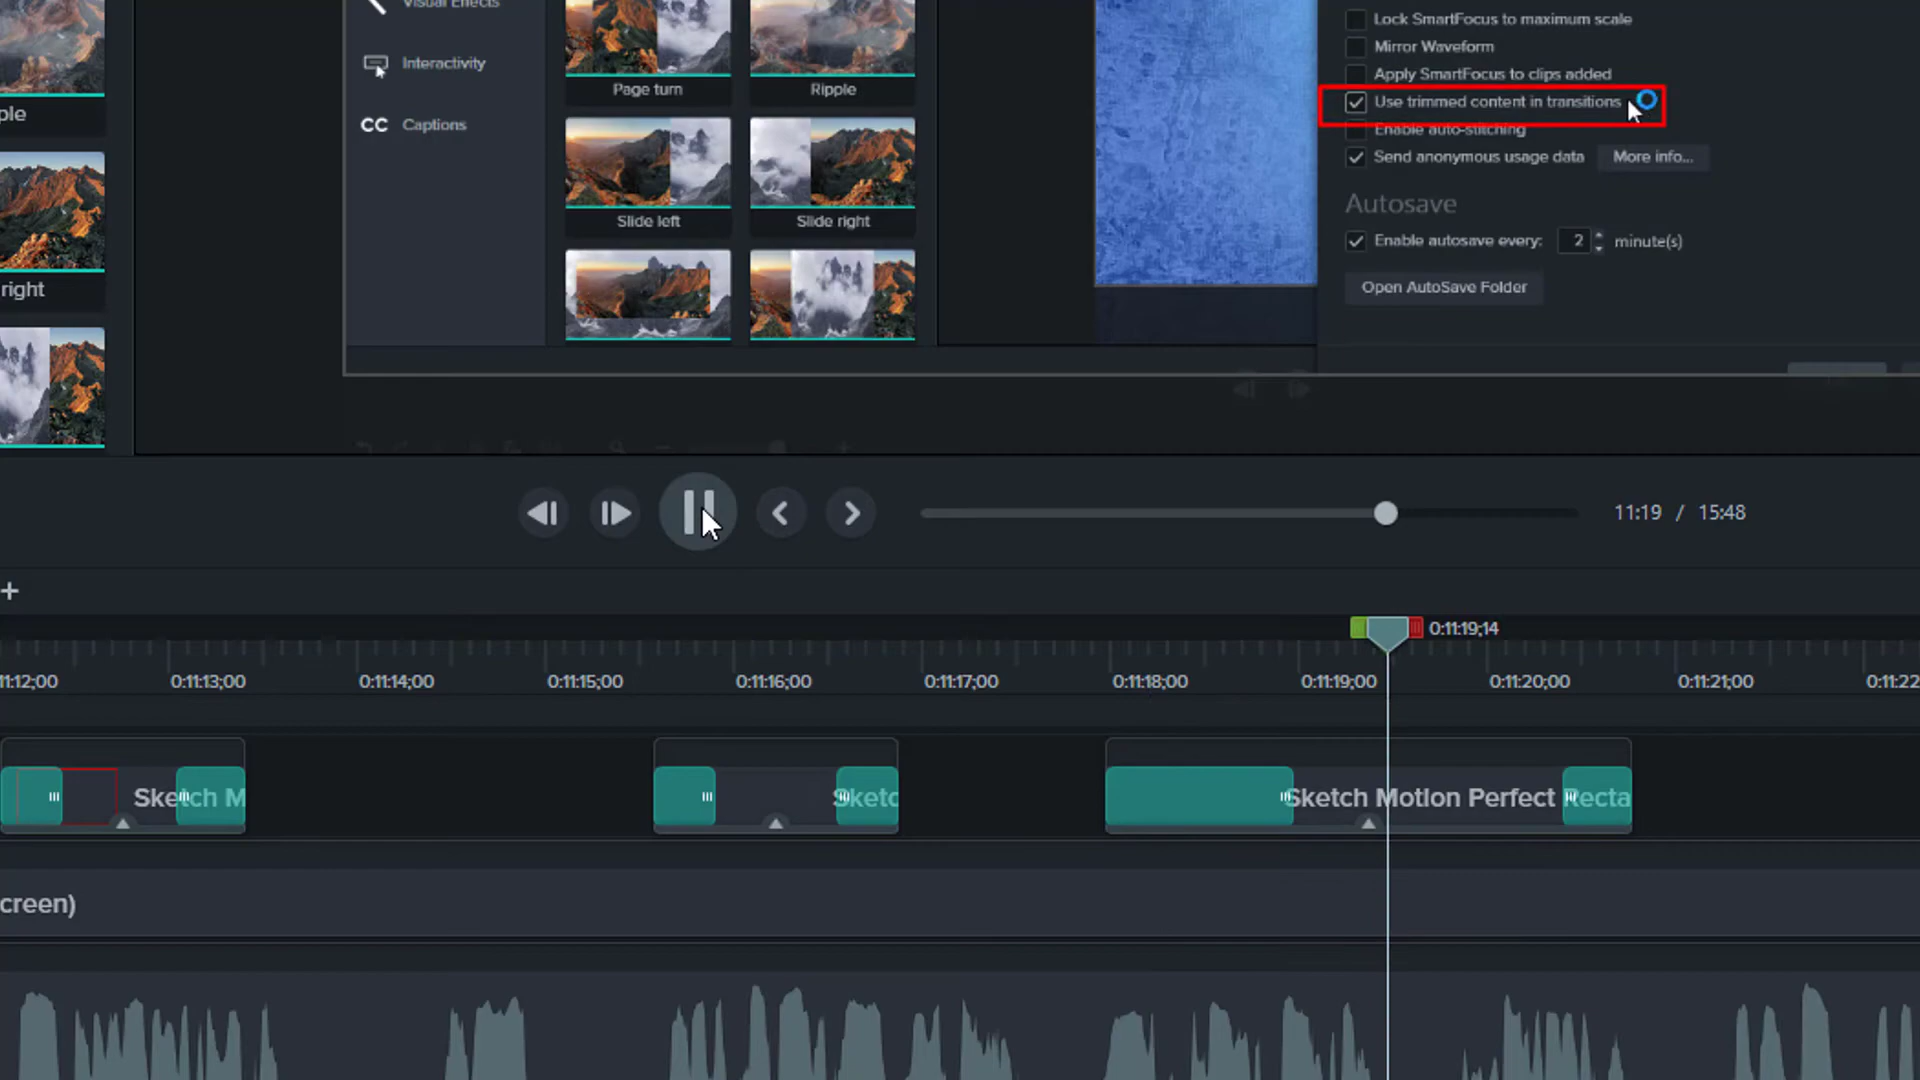 Visual Effects
Interactivity
CC Captions
Page turn
Ripple
Slide left
Slide right
ple
right
Lock SmartFocus to maximum scale
Mirror Waveform
Apply SmartFocus to clips added
Use trimmed content in transitions
Enable auto-stitching
Send anonymous usage data More info...
Autosave
Enable autosave every: 2 minute(s)
Open AutoSave Folder
11:19 / 15:48
0:11:19;14
11:12;00 0:11:13;00 0:11:14;00 0:11:15;00 0:11:16;00 0:11:17;00 0:11:18;00 0:11:19;00 0:11:20;00 0:11:21;00 0:11:22
Sketch M Sketc Sketch Motion Perfect Recta
creen)